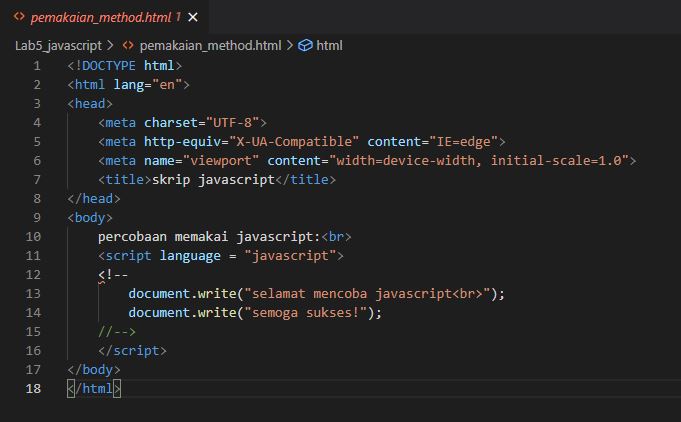 pemakaian_method.html 1
Lab5_javascript > pemakaian_method.html > html
1 <!DOCTYPE html>
2 <html lang="en">
3 <head>
4 <meta charset="UTF-8">
5 <meta http-equiv="X-UA-Compatible" content="IE=edge">
6 <meta name="viewport" content="width=device-width, initial-scale=1.0">
7 <title>skrip javascript</title>
8 </head>
9 <body>
10 percobaan memakai javascript:<br>
11 <script language = "javascript">
12 <!--
13 document.write("selamat mencoba javascript<br>");
14 document.write("semoga sukses!");
15 //-->
16 </script>
17 </body>
18 </html>